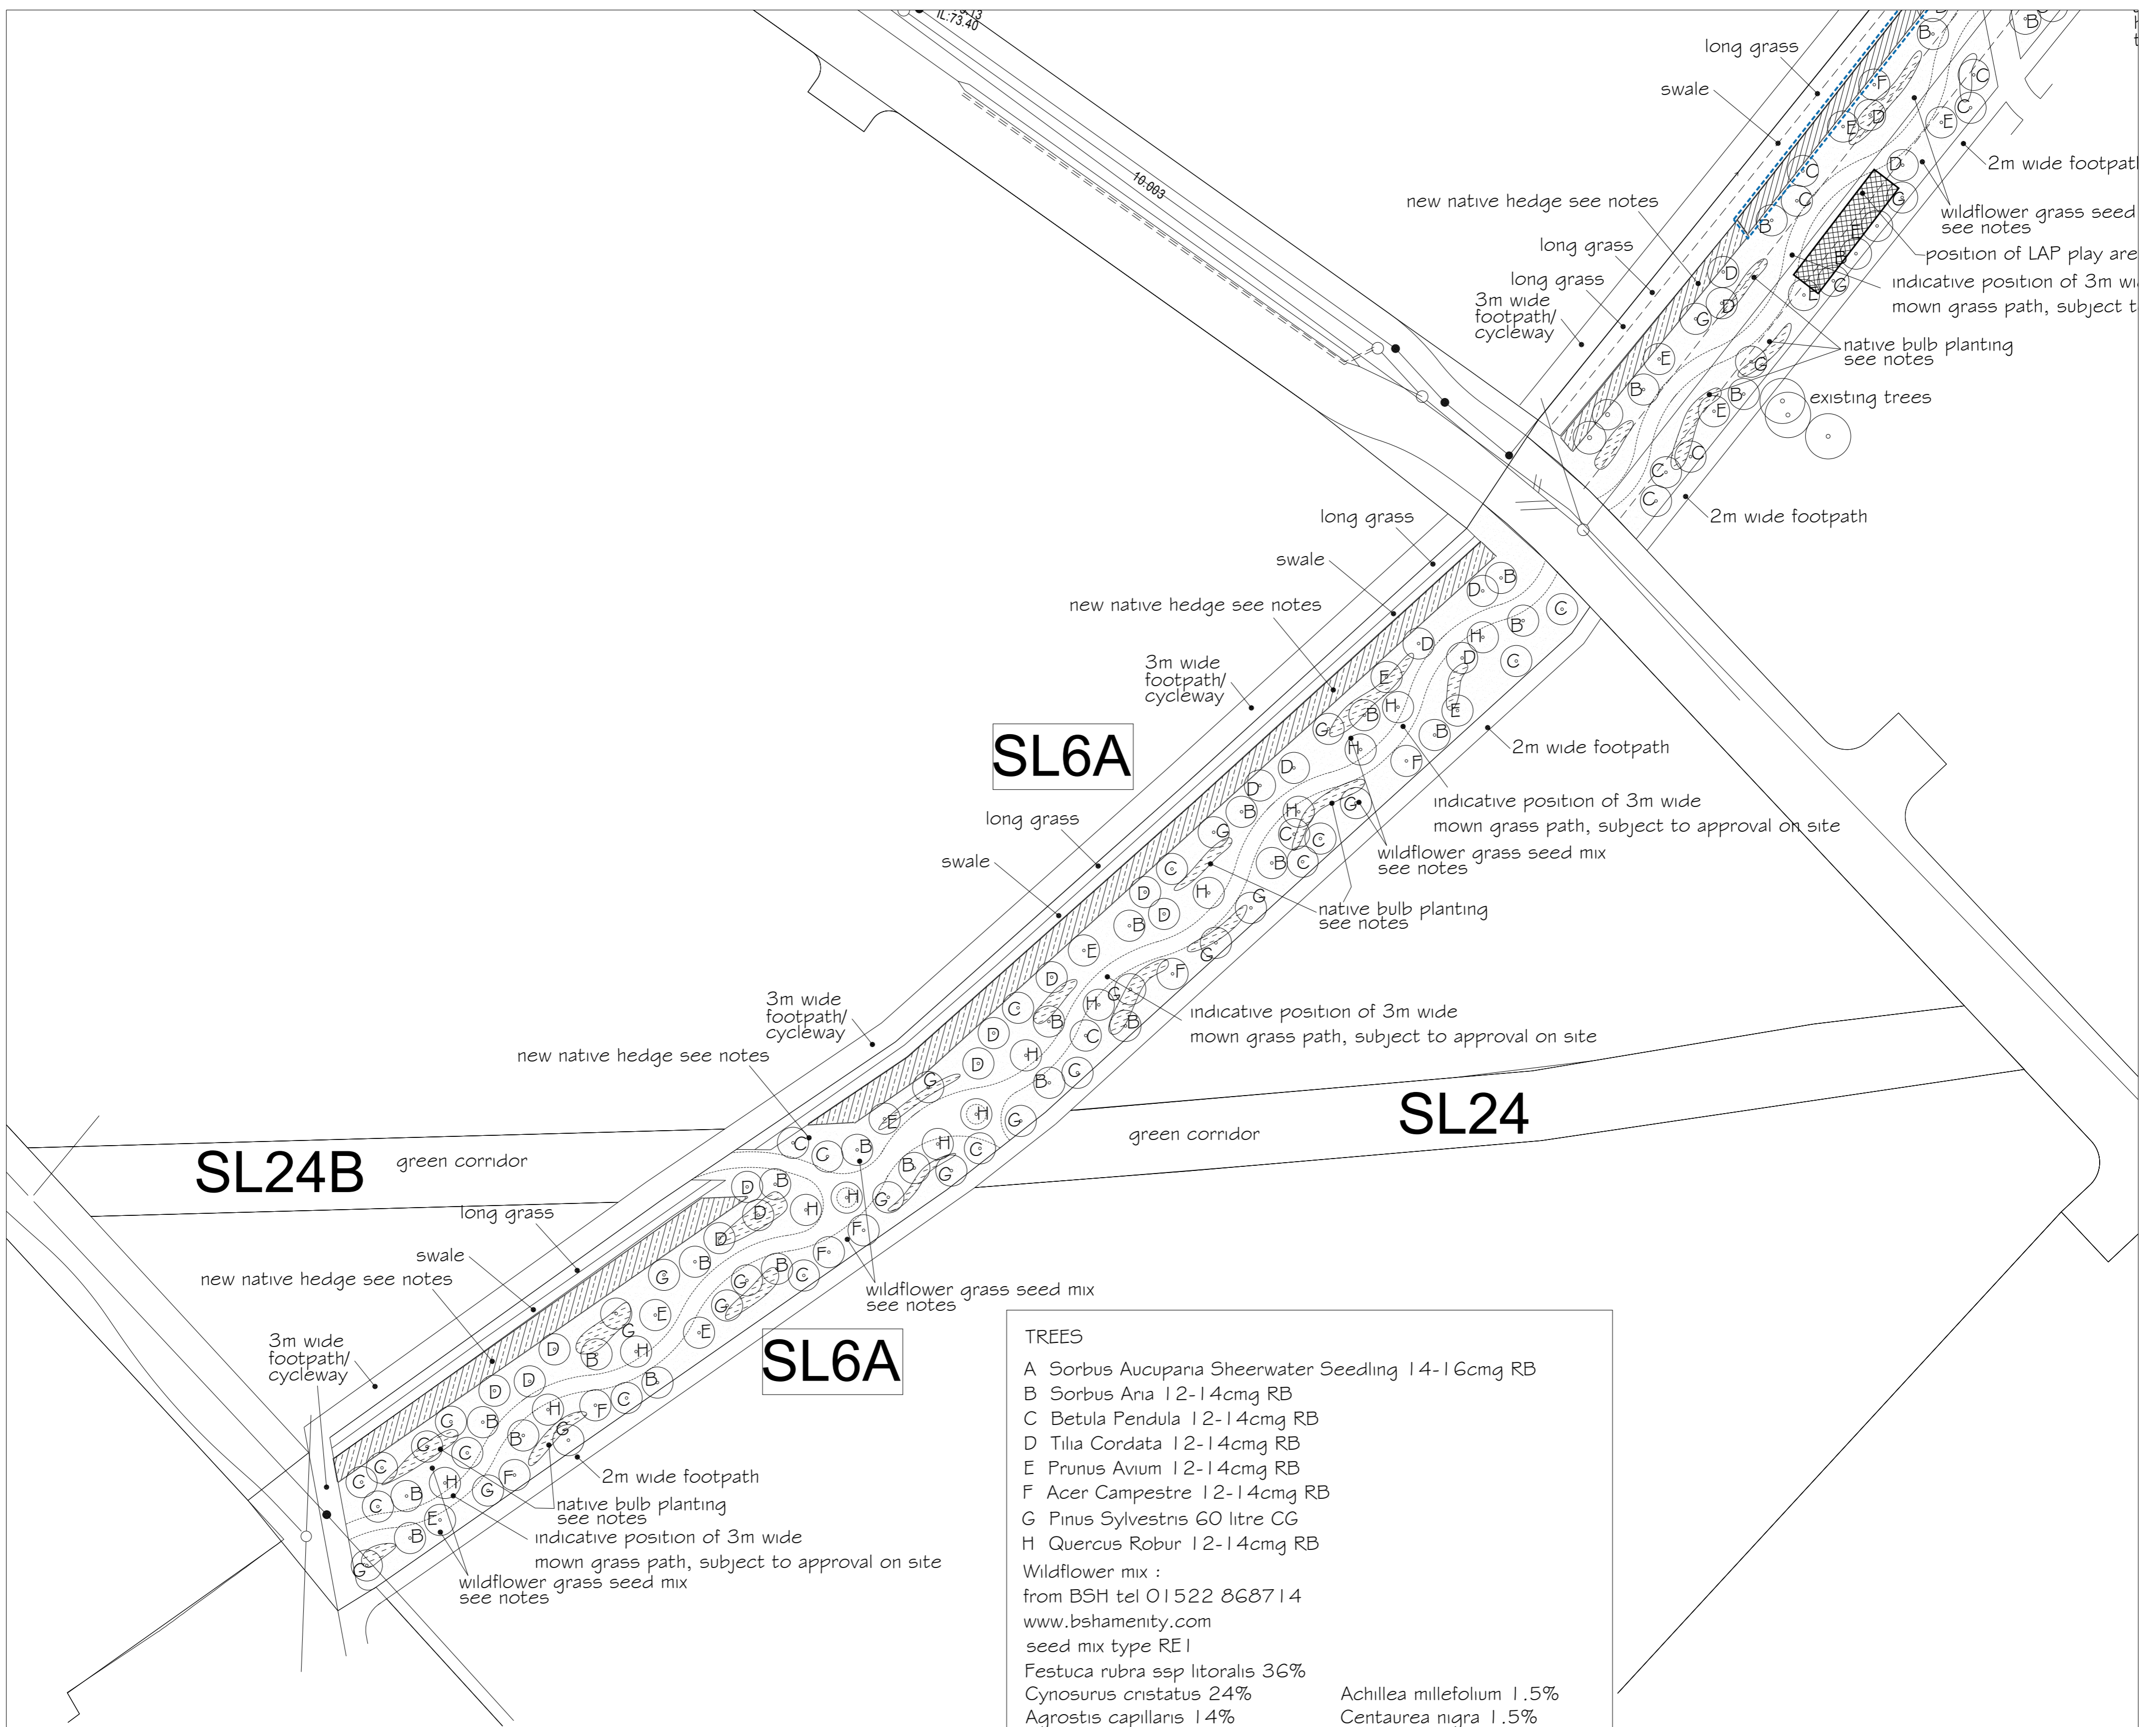 IL:73.40
10.003
long grass
swale
2m wide footpath
new native hedge see notes
wildflower grass seed
see notes
long grass
position of LAP play are
long grass
indicative position of 3m wi
mown grass path, subject t
3m wide
footpath/
cycleway
native bulb planting
see notes
existing trees
long grass
2m wide footpath
swale
new native hedge see notes
3m wide
footpath/
cycleway
SL6A
2m wide footpath
indicative position of 3m wide
mown grass path, subject to approval on site
long grass
wildflower grass seed mix
see notes
swale
native bulb planting
see notes
3m wide
footpath/
cycleway
indicative position of 3m wide
mown grass path, subject to approval on site
new native hedge see notes
SL24
green corridor
SL24B
green corridor
long grass
swale
new native hedge see notes
wildflower grass seed mix
see notes
SL6A
3m wide
footpath/
cycleway
2m wide footpath
native bulb planting
see notes
indicative position of 3m wide
mown grass path, subject to approval on site
wildflower grass seed mix
see notes
TREES
A Sorbus Aucuparia Sheerwater Seedling 14-16cmg RB
B Sorbus Aria 12-14cmg RB
C Betula Pendula 12-14cmg RB
D Tilia Cordata 12-14cmg RB
E Prunus Avium 12-14cmg RB
F Acer Campestre 12-14cmg RB
G Pinus Sylvestris 60 litre CG
H Quercus Robur 12-14cmg RB
Wildflower mix :
from BSH tel 01522 868714
www.bshamenity.com
seed mix type RE1
Festuca rubra ssp litoralis 36%
Cynosurus cristatus 24% Achillea millefolium 1.5%
Agrostis capillaris 14% Centaurea nigra 1.5%